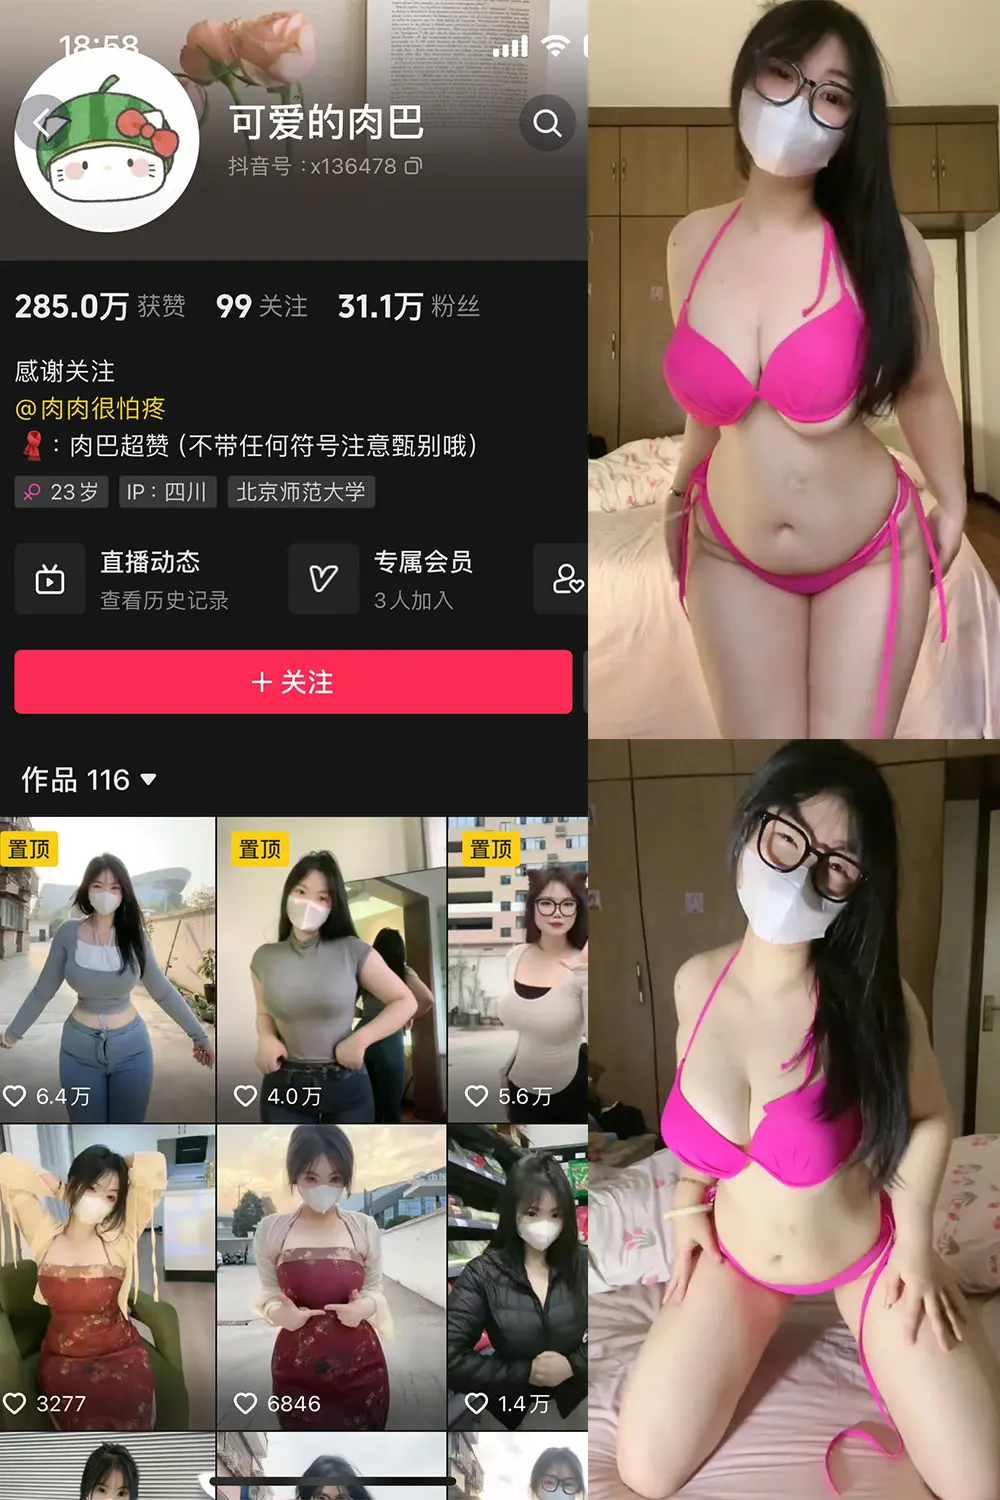 18:58
可爱的肉巴
抖音号：x136478
285.0万 获赞 99 关注 31.1万 粉丝
感谢关注
@肉肉很怕疼
：肉巴超赞（不带任何符号注意甄别哦）
23岁 IP：四川 北京师范大学
直播动态 专属会员
查看历史记录 3人加入
＋关注
作品 116
置顶 置顶 置顶
6.4万 4.0万 5.6万
3277 6846 1.4万